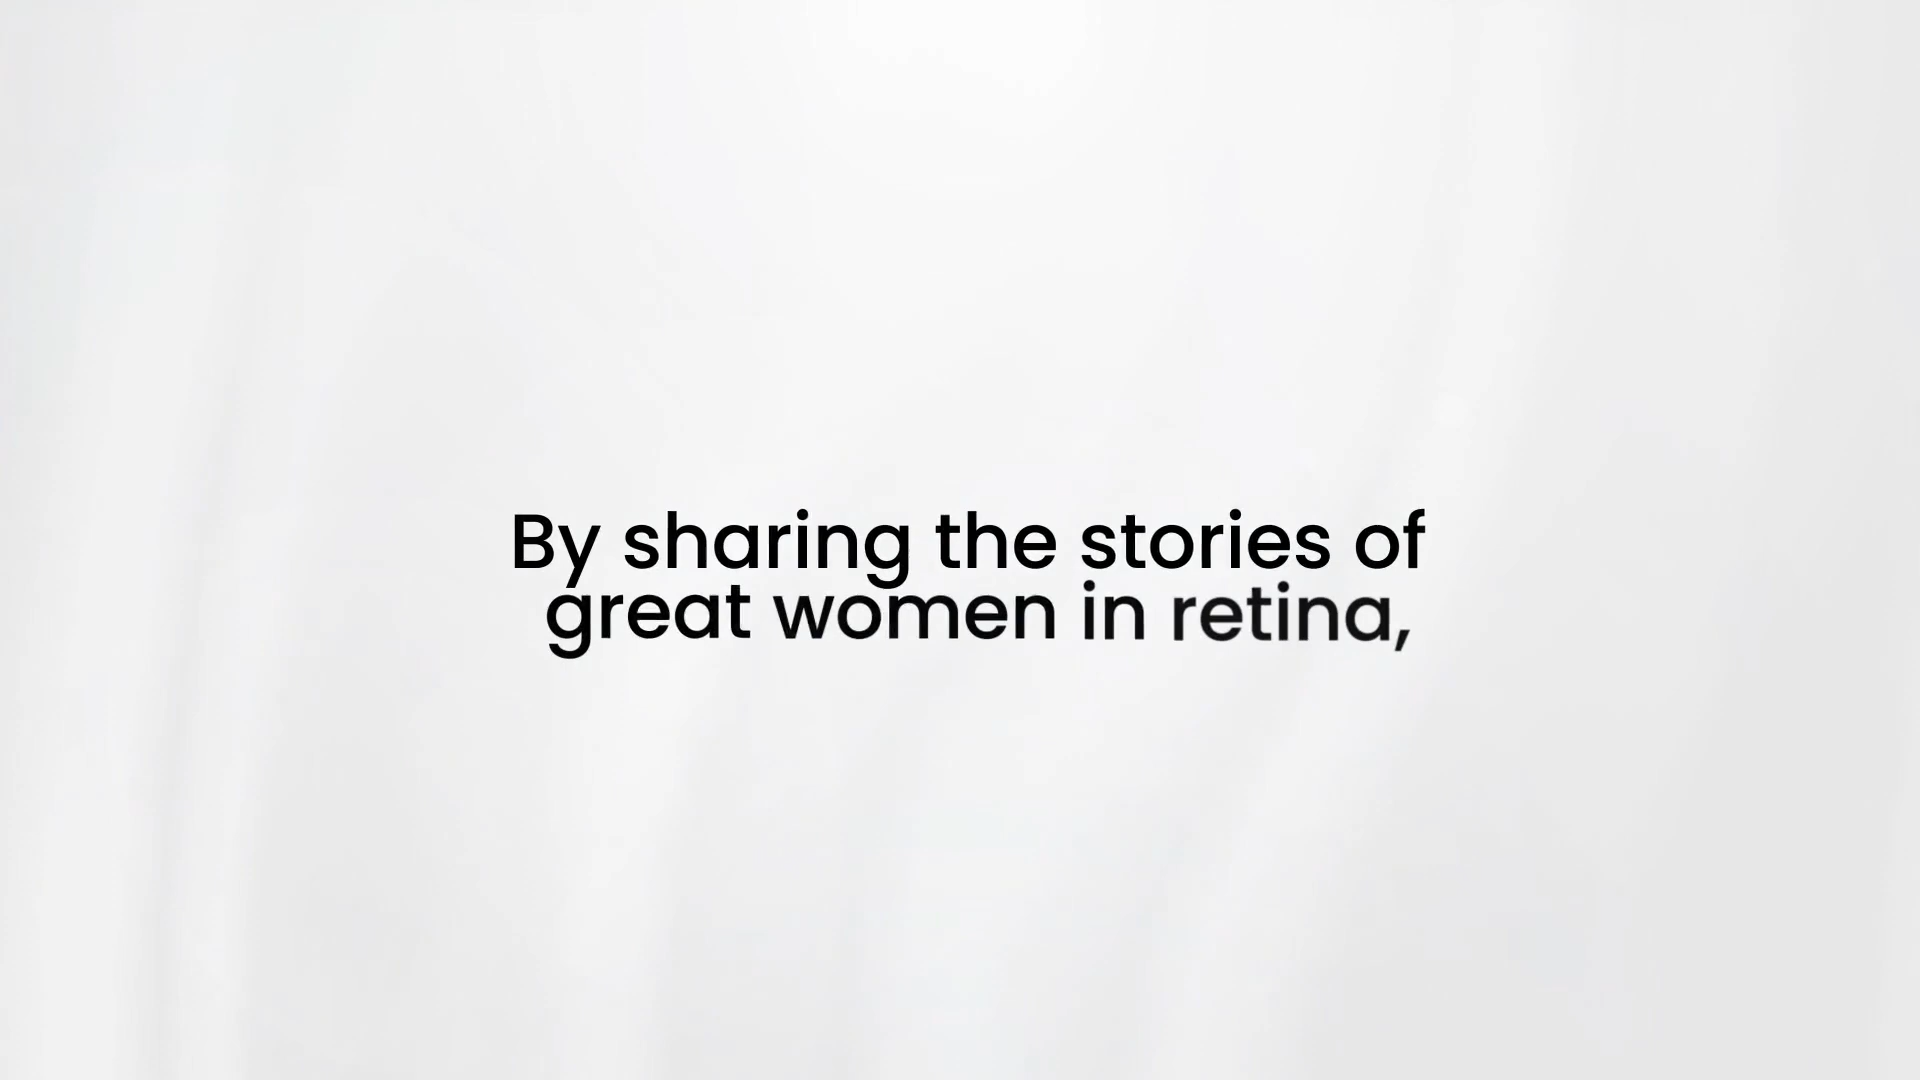 By sharing the stories of
great women in retina,